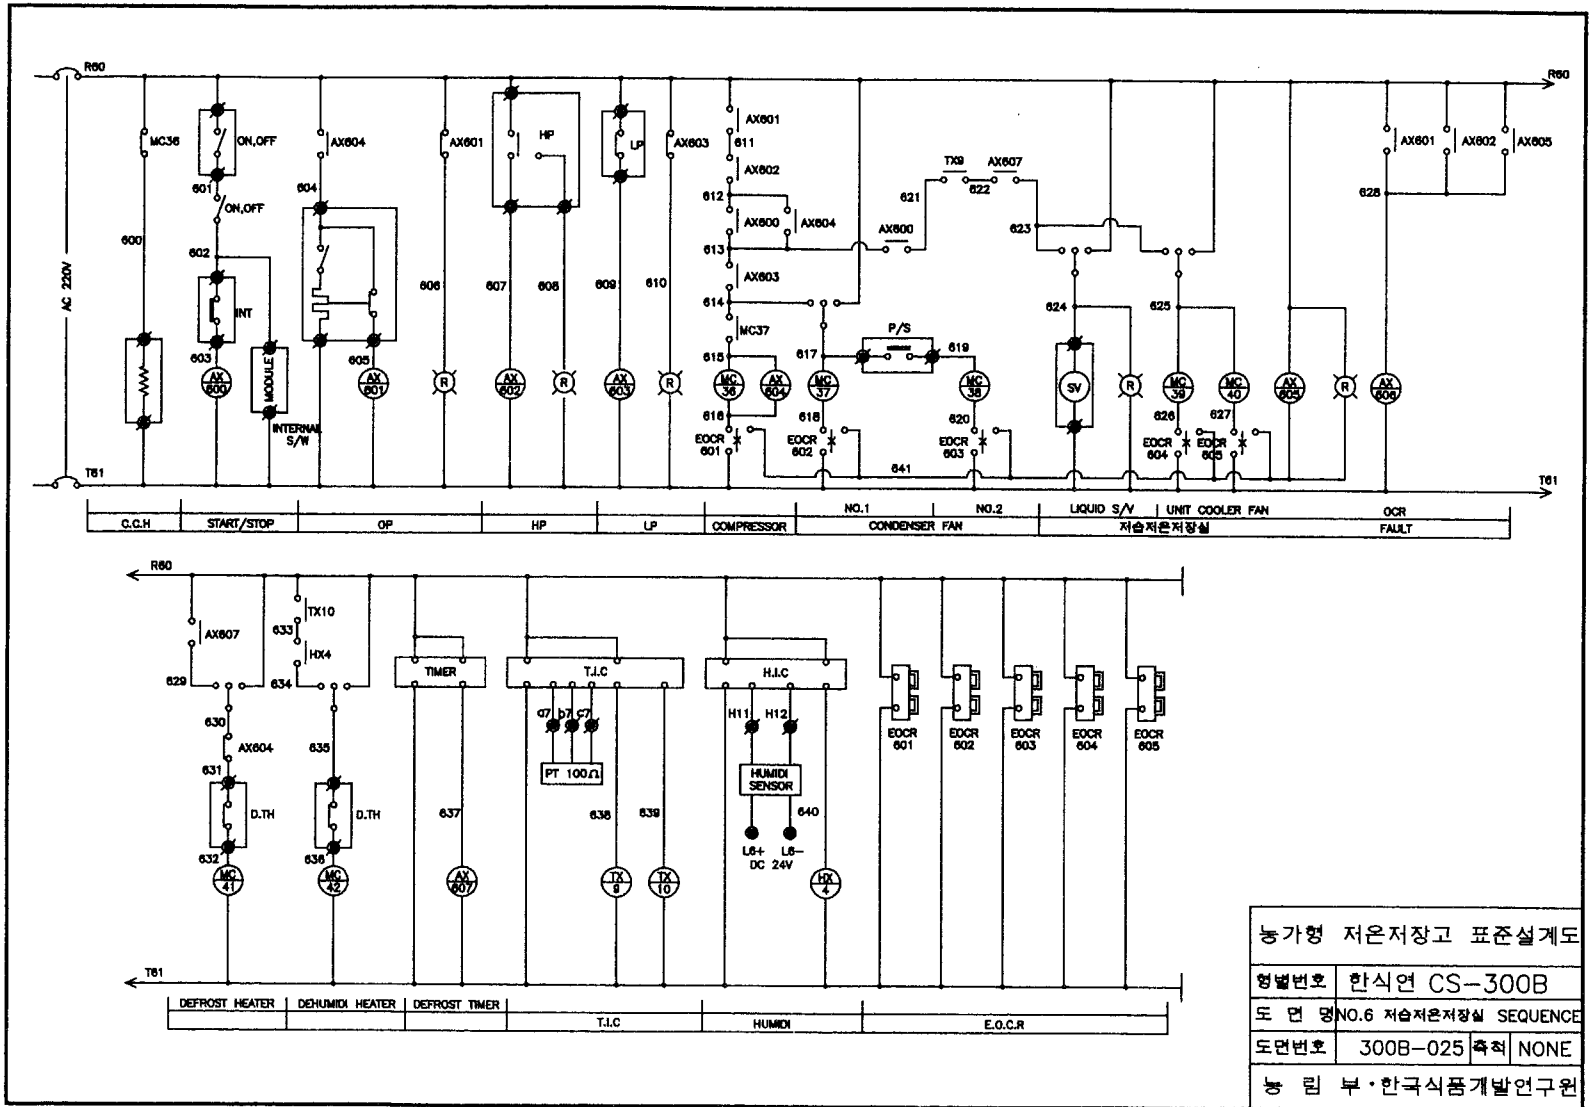 R60
R60
MC36
ON,OFF
AX604
AX601
HP
LP
AX603
AX601
611
AX602
TX9
AX607
AX601
AX602
AX605
601
604
612
621
622
628
ON,OFF
AX600
AX604
623
600
602
613
AX600
AC 220V
INT
606
607
608
609
610
AX603
614
624
625
MC37
P/S
603
605
615
617
619
MODULE
AX
600
AX
601
R
AX
602
R
AX
603
R
MC
36
AX
604
MC
37
MC
38
SV
R
MC
39
MC
40
AX
605
R
AX
606
616
618
620
626
627
INTERNAL
S/W
EOCR
601
EOCR
602
EOCR
603
EOCR
604
EOCR
605
641
T61
T61
C.C.H
START/STOP
OP
HP
LP
COMPRESSOR
NO.1
NO.2
CONDENSER FAN
LIQUID S/V
UNIT COOLER FAN
저습저온저장실
OCR
FAULT
R60
TX10
AX607
633
HX4
629
634
TIMER
T.I.C
H.I.C
630
a7
b7
c7
H11
H12
AX604
635
631
PT 100Ω
HUMIDI
SENSOR
EOCR
601
EOCR
602
EOCR
603
EOCR
604
EOCR
605
D.TH
D.TH
637
638
639
640
632
636
L6+
L6−
DC 24V
MC
41
MC
42
AX
607
TX
9
TX
10
HX
4
T61
DEFROST HEATER
DEHUMIDI HEATER
DEFROST TIMER
T.I.C
HUMIDI
E.O.C.R
농가형 저온저장고 표준설계도
형별번호 한식연 CS-300B
도 면 명 NO.6 저습저온저장실 SEQUENCE
도면번호 300B-025 축척 NONE
농 림 부·한국식품개발연구원